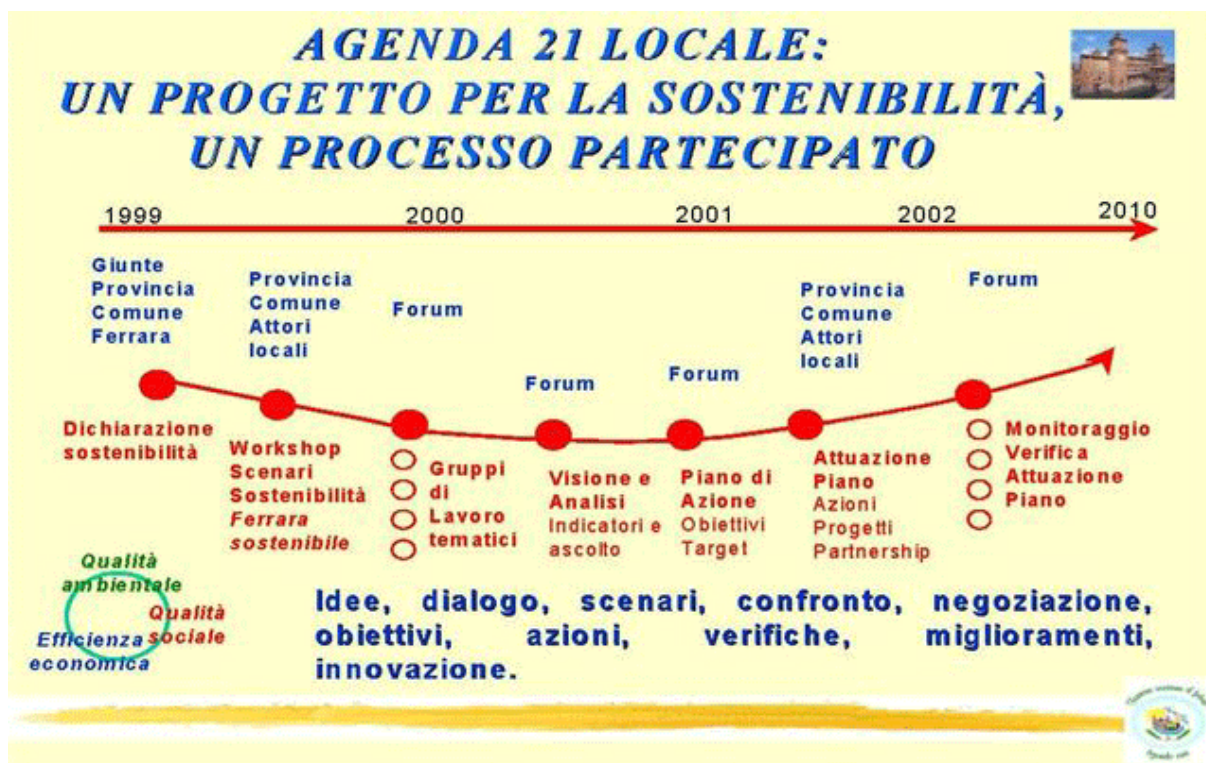 AGENDA 21 LOCALE:
UN PROGETTO PER LA SOSTENIBILITÀ,
UN PROCESSO PARTECIPATO
1999 2000 2001 2002 2010
Giunte
Provincia
Comune
Ferrara
Provincia
Comune
Attori
locali
Forum
Forum
Forum
Provincia
Comune
Attori
locali
Forum
Dichiarazione
sostenibilità
Workshop
Scenari
Sostenibilità
Ferrara
sostenibile
Gruppi
di
Lavoro
tematici
Visione e
Analisi
Indicatori e
ascolto
Piano di
Azione
Obiettivi
Target
Attuazione
Piano
Azioni
Progetti
Partnership
Monitoraggio
Verifica
Attuazione
Piano
Qualità
ambientale
Qualità
sociale
Efficienza
economica
Idee, dialogo, scenari, confronto, negoziazione,
obiettivi, azioni, verifiche, miglioramenti,
innovazione.